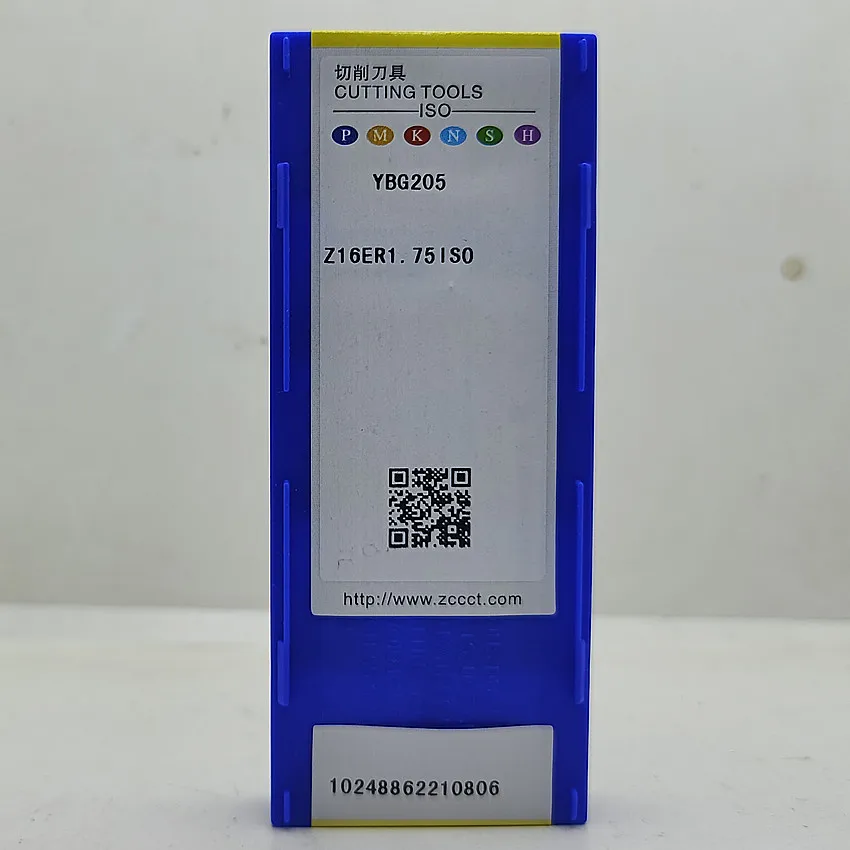 切削刀具
CUTTING TOOLS
ISO
P M K N S H
YBG205
Z16ER1.75ISO
http://www.zccct.com
10248862210806